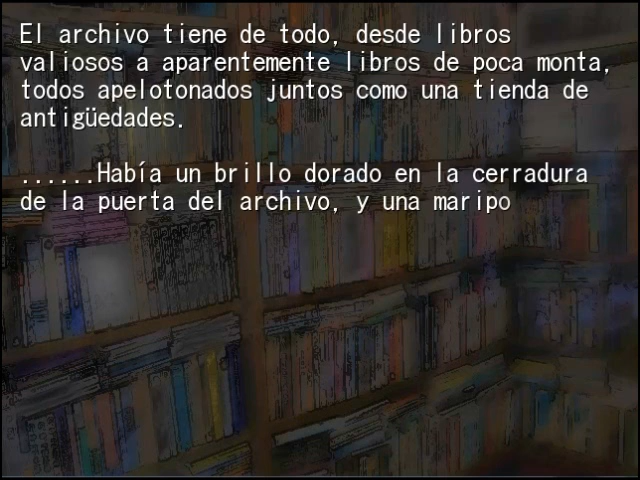 El archivo tiene de todo, desde libros
valiosos a aparentemente libros de poca monta,
todos apelotonados juntos como una tienda de
antigüedades.
......Había un brillo dorado en la cerradura
de la puerta del archivo, y una maripo